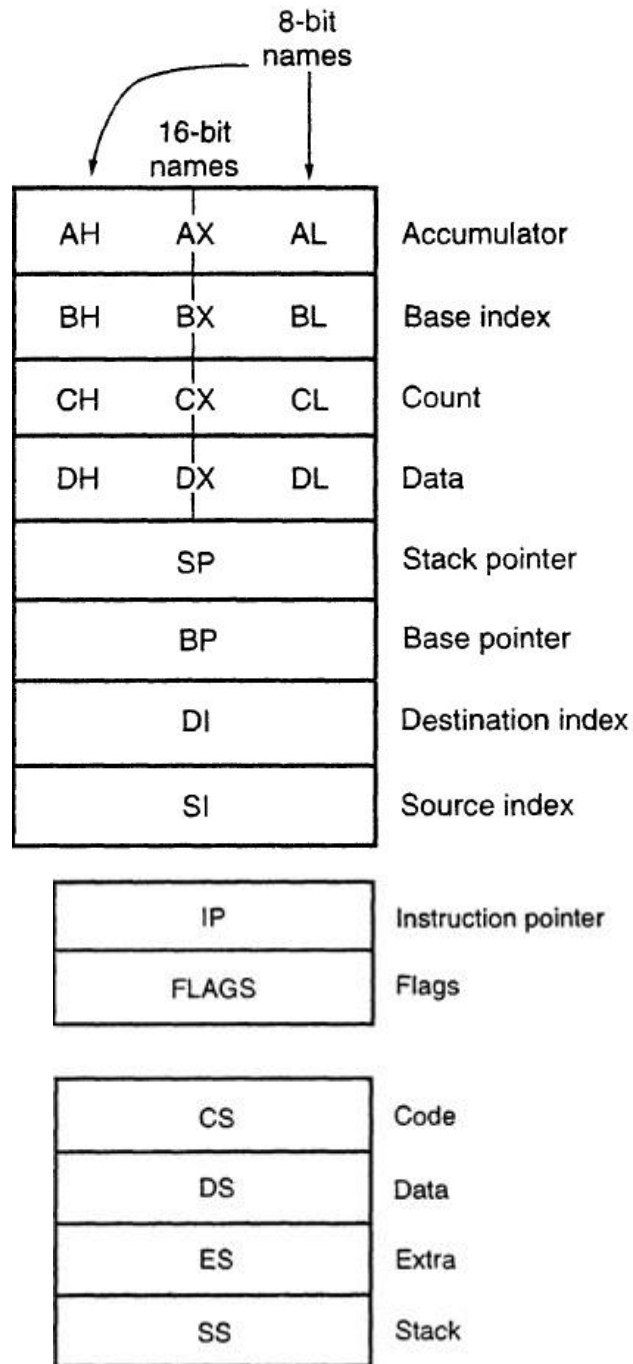 8-bit
names
16-bit
names
AH AX AL Accumulator
BH BX BL Base index
CH CX CL Count
DH DX DL Data
SP Stack pointer
BP Base pointer
DI Destination index
SI Source index
IP Instruction pointer
FLAGS Flags
CS Code
DS Data
ES Extra
SS Stack